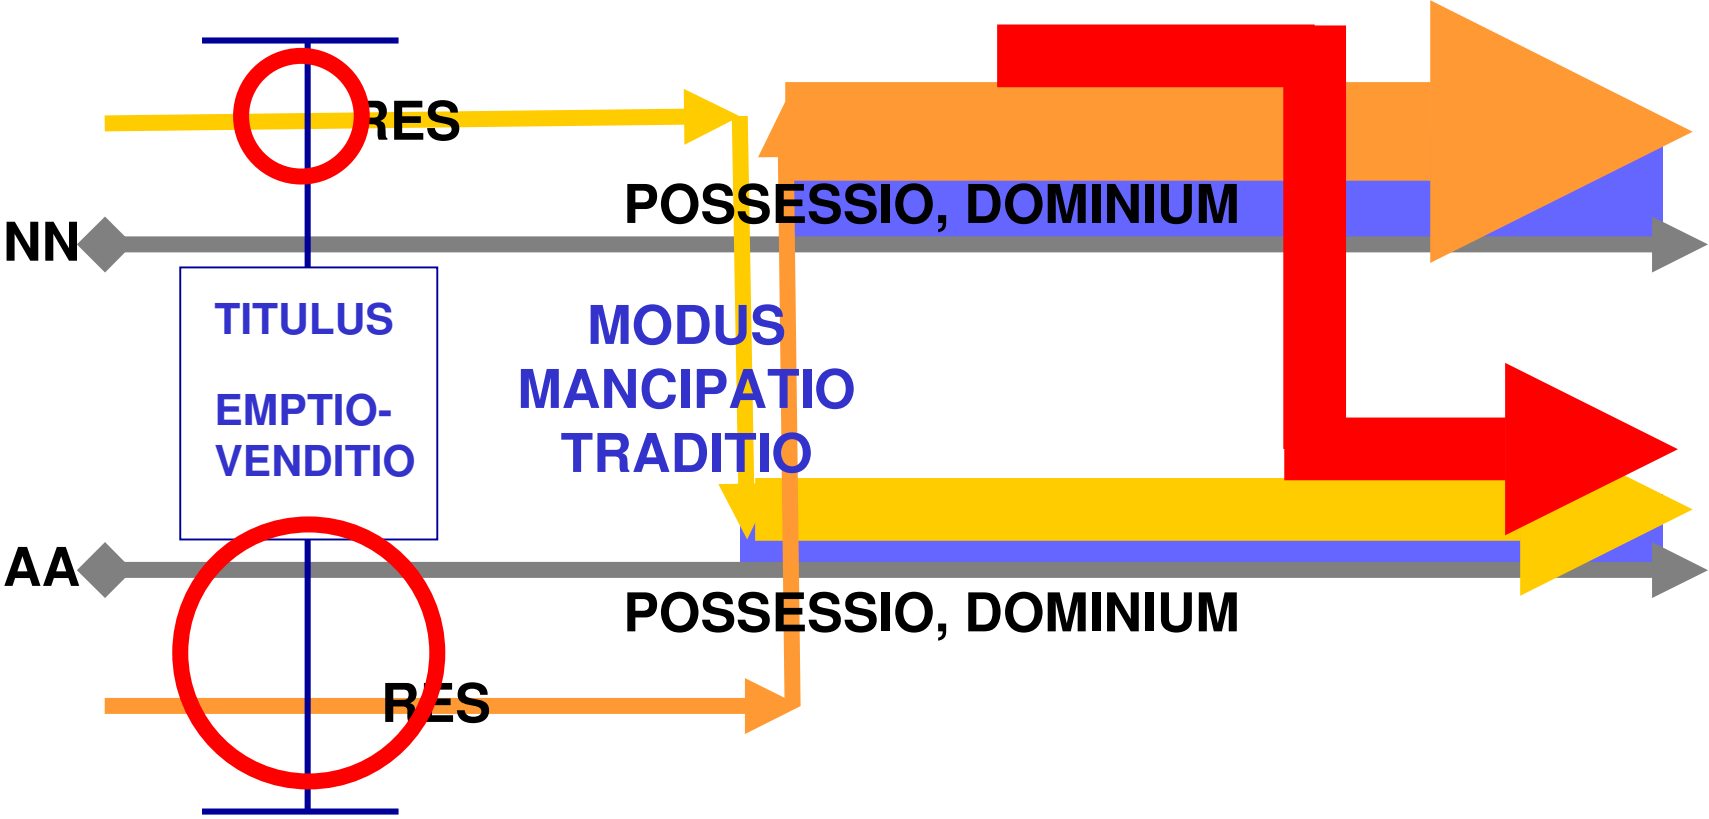 RES
POSSESSIO, DOMINIUM
NN
TITULUS
EMPTIO-
VENDITIO
MODUS
MANCIPATIO
TRADITIO
AA
POSSESSIO, DOMINIUM
RES